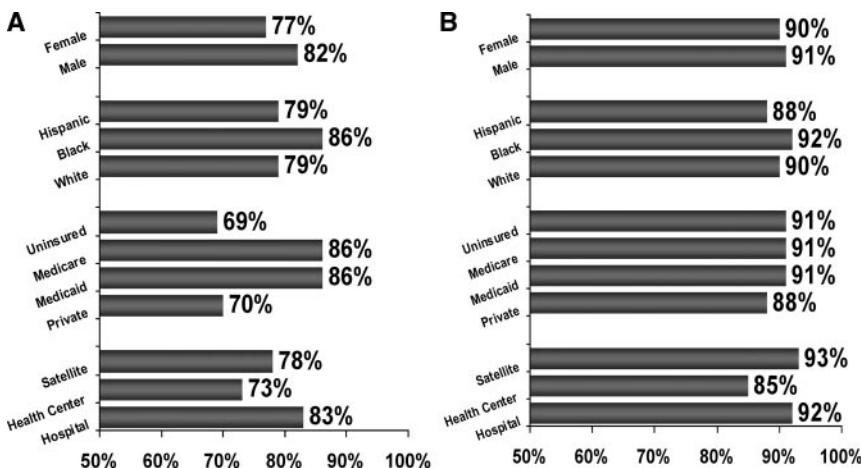 A
Female 77%
Male 82%
Hispanic 79%
Black 86%
White 79%
Uninsured 69%
Medicare 86%
Medicaid 86%
Private 70%
Satellite 78%
Health Center 73%
Hospital 83%
50% 60% 70% 80% 90% 100%
B
Female 90%
Male 91%
Hispanic 88%
Black 92%
White 90%
Uninsured 91%
Medicare 91%
Medicaid 91%
Private 88%
Satellite 93%
Health Center 85%
Hospital 92%
50% 60% 70% 80% 90% 100%